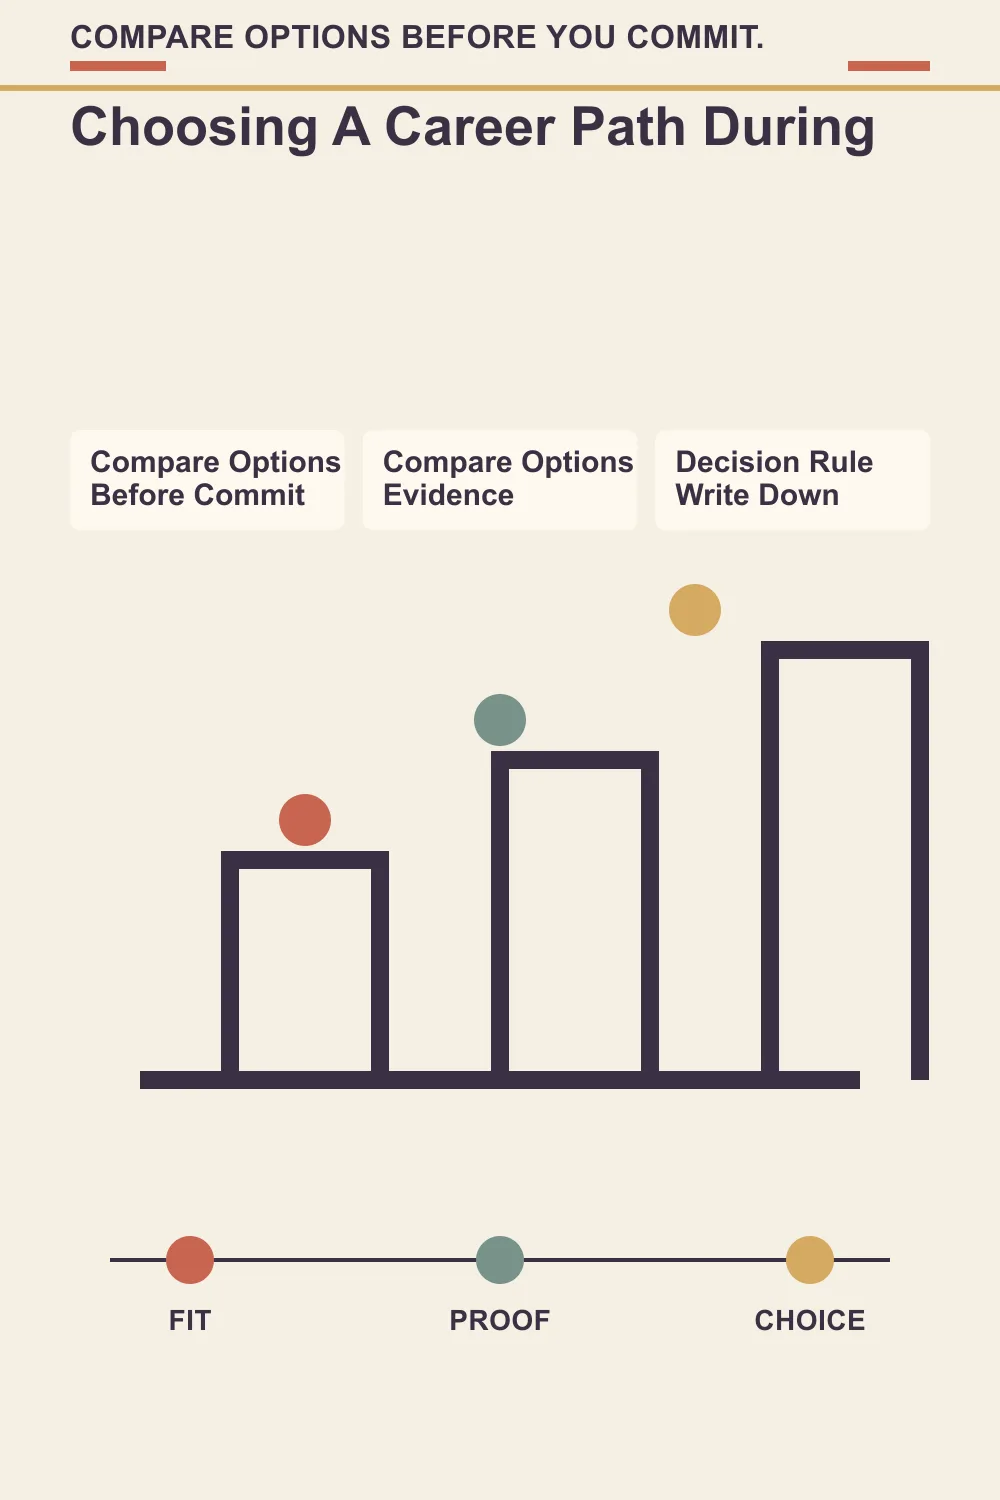 COMPARE OPTIONS BEFORE YOU COMMIT.
Choosing A Career Path During
Compare Options
Before Commit
Compare Options
Evidence
Decision Rule
Write Down
FIT
PROOF
CHOICE